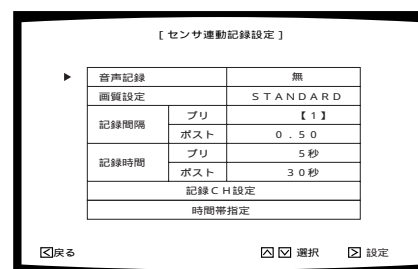 [ センサ連動記録設定 ]
▶ 音声記録 無
画質設定 STANDARD
記録間隔 プリ 【1】
ポスト 0.50
記録時間 プリ 5秒
ポスト 30秒
記録CH設定
時間帯指定
<戻る ∧ ∨ 選択 > 設定